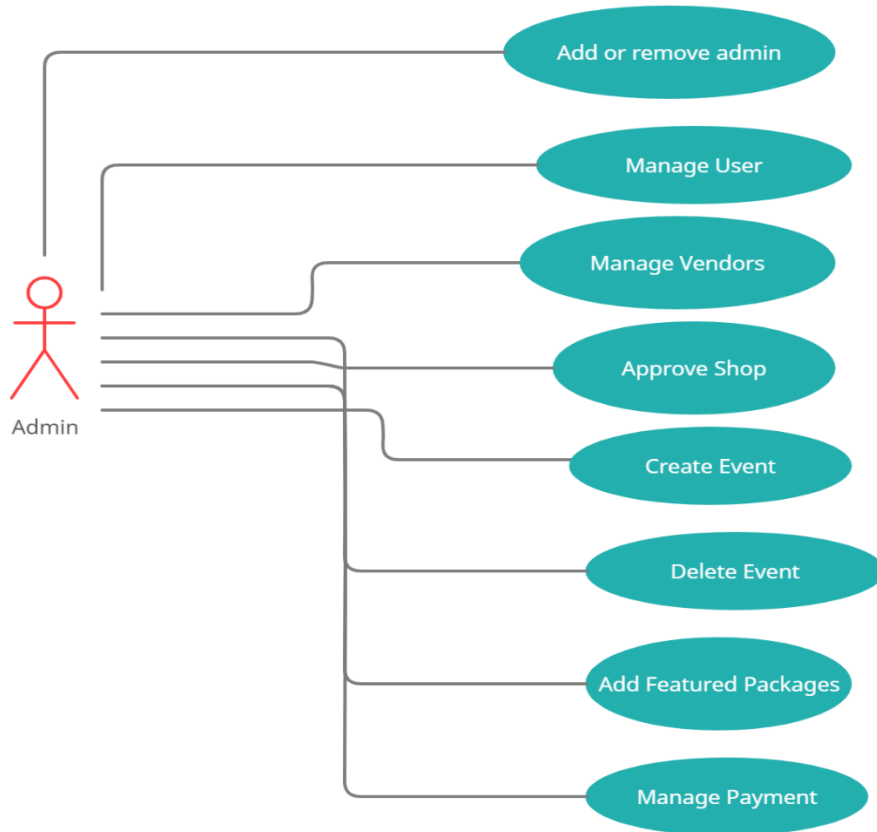 Add or remove admin
Manage User
Manage Vendors
Approve Shop
Admin
Create Event
Delete Event
Add Featured Packages
Manage Payment